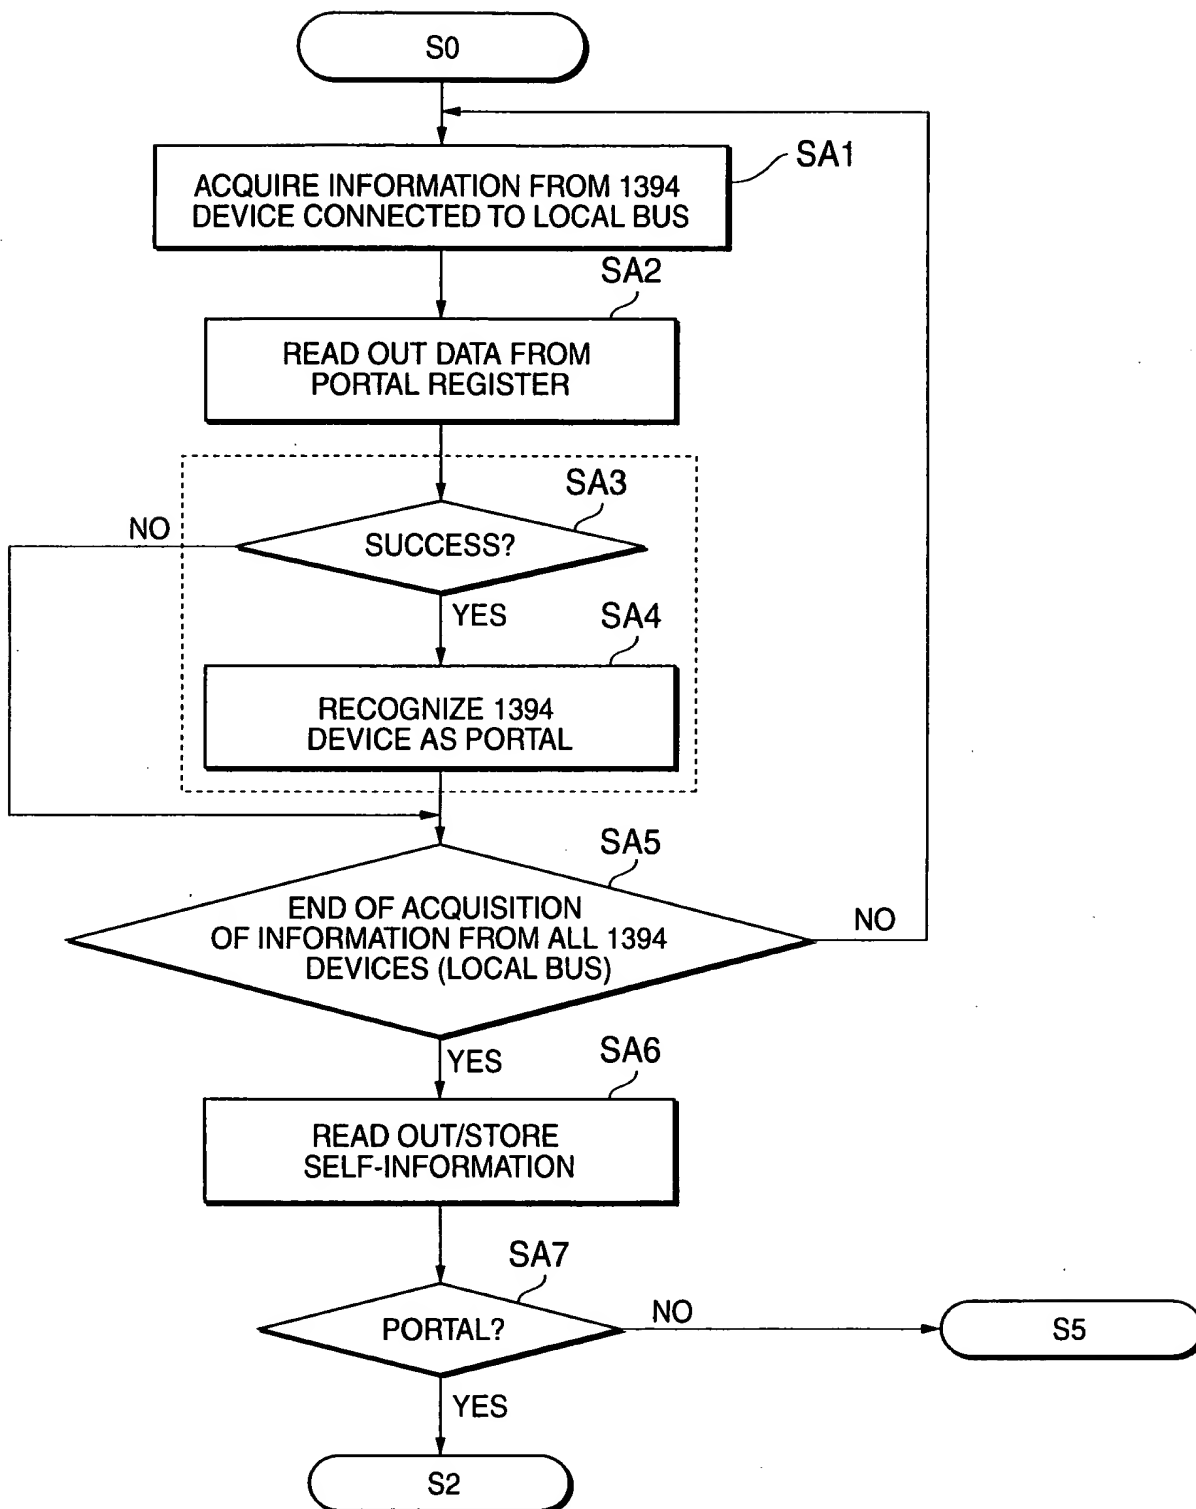 S0
SA1
ACQUIRE INFORMATION FROM 1394
DEVICE CONNECTED TO LOCAL BUS
SA2
READ OUT DATA FROM
PORTAL REGISTER
SA3
NO
SUCCESS?
YES
SA4
RECOGNIZE 1394
DEVICE AS PORTAL
SA5
END OF ACQUISITION
OF INFORMATION FROM ALL 1394
DEVICES (LOCAL BUS)
NO
YES
SA6
READ OUT/STORE
SELF-INFORMATION
SA7
PORTAL?
NO
S5
YES
S2